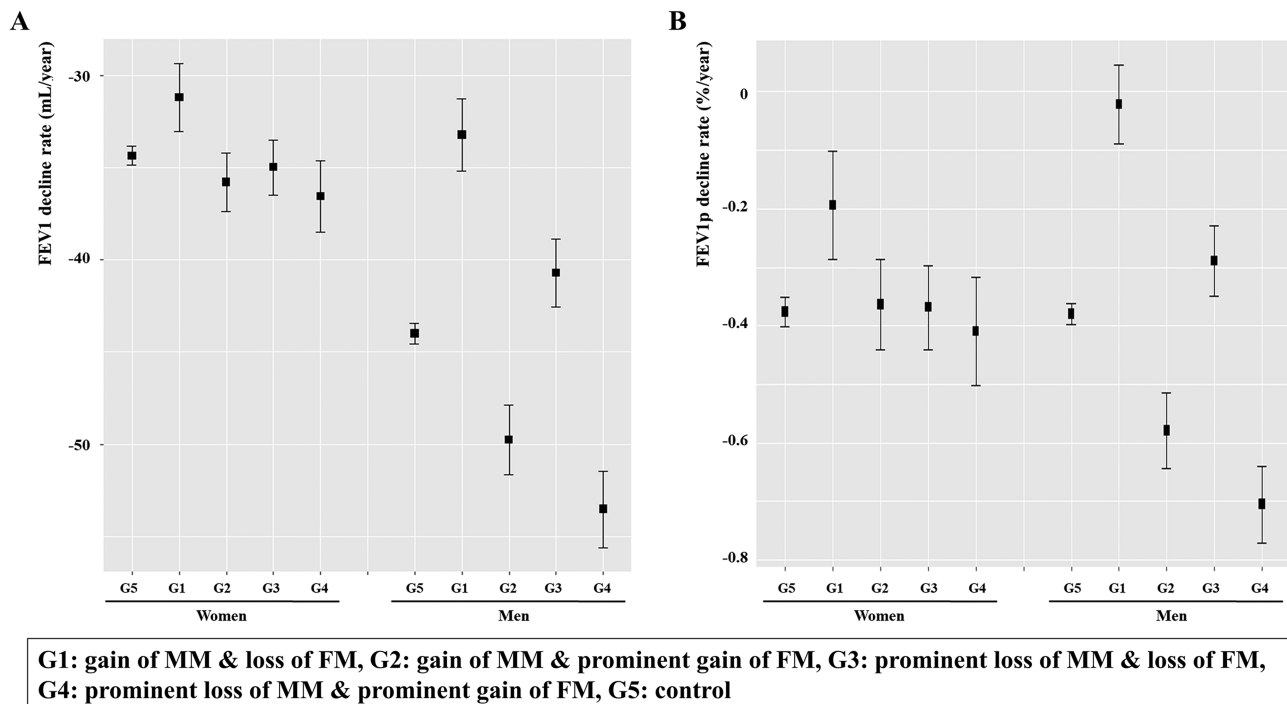 A
B
FEV1 decline rate (mL/year)
-30
-40
-50
G5 G1 G2 G3 G4 G5 G1 G2 G3 G4
Women Men
FEV1p decline rate (%/year)
0
-0.2
-0.4
-0.6
-0.8
G5 G1 G2 G3 G4 G5 G1 G2 G3 G4
Women Men
G1: gain of MM & loss of FM, G2: gain of MM & prominent gain of FM, G3: prominent loss of MM & loss of FM,
G4: prominent loss of MM & prominent gain of FM, G5: control